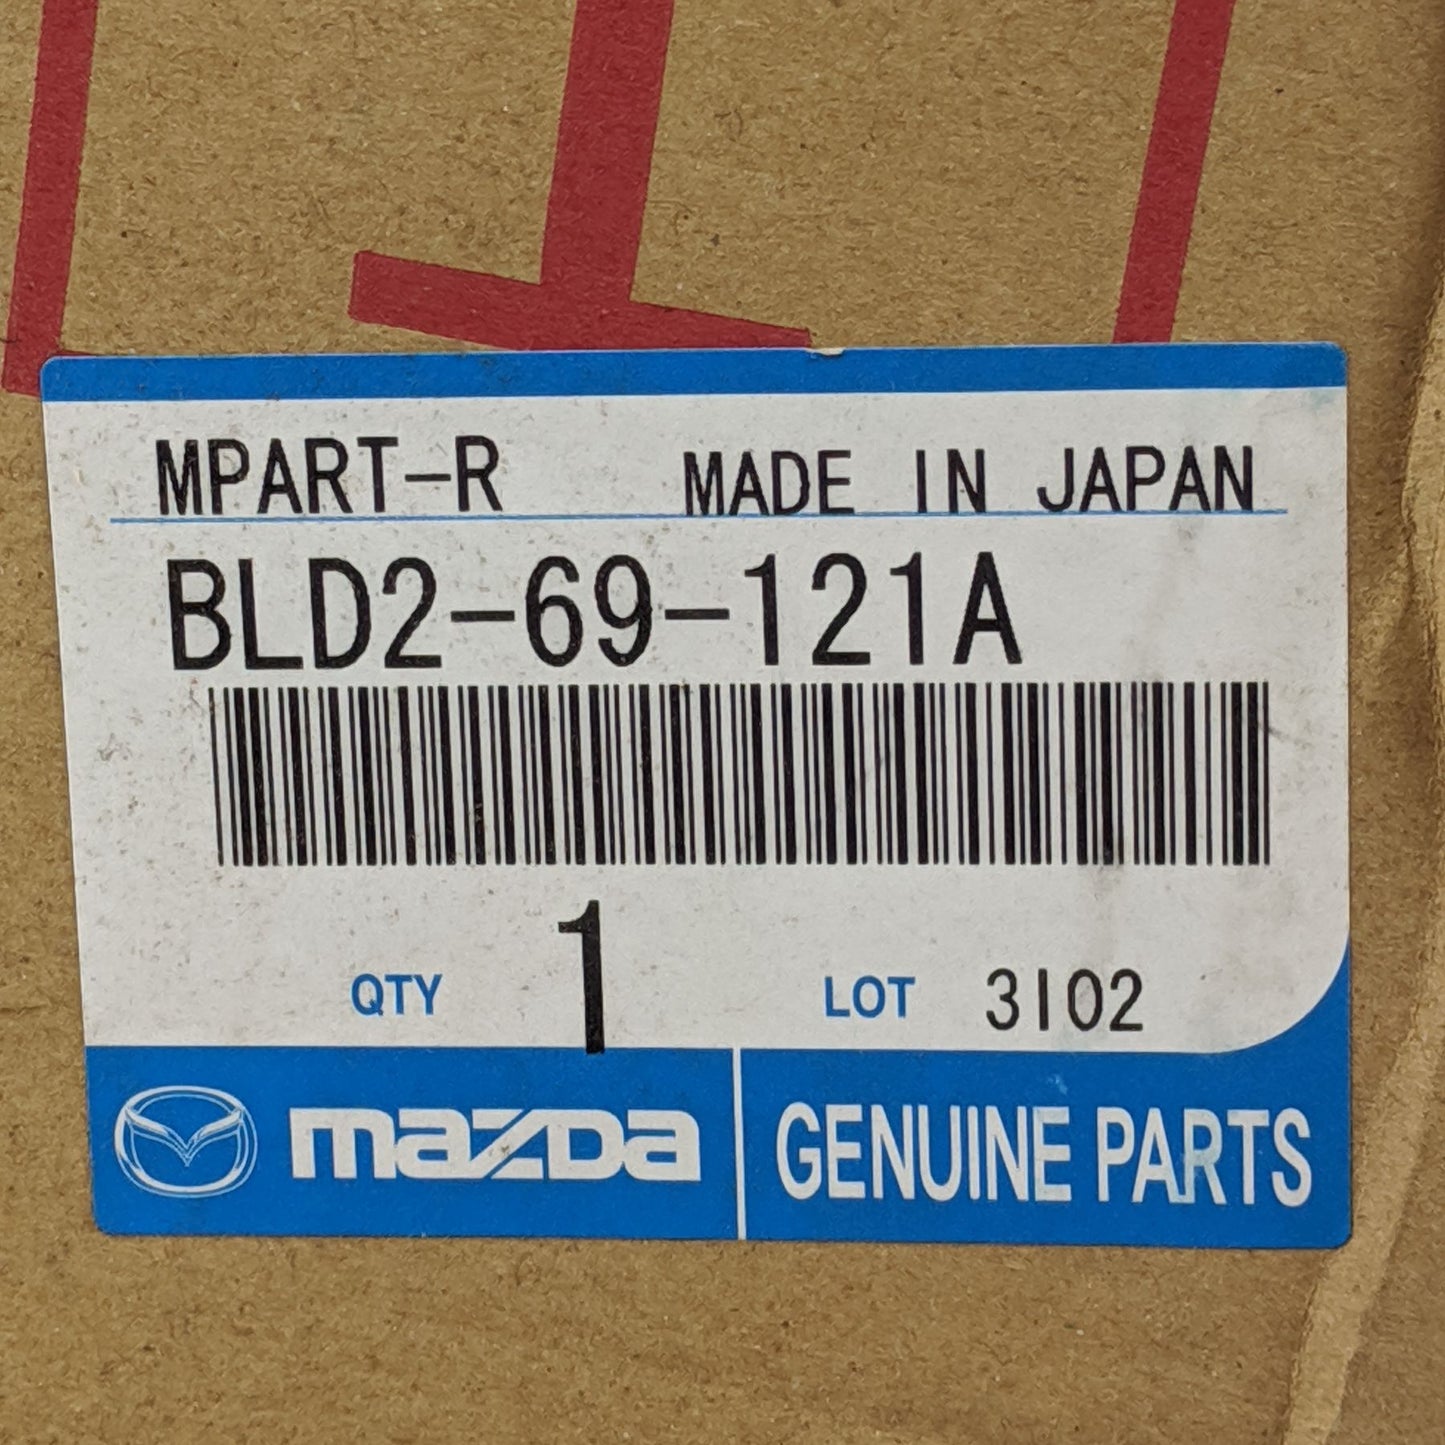 MPART-R MADE IN JAPAN
BLD2-69-121A
QTY 1 LOT 3I02
mazda GENUINE PARTS